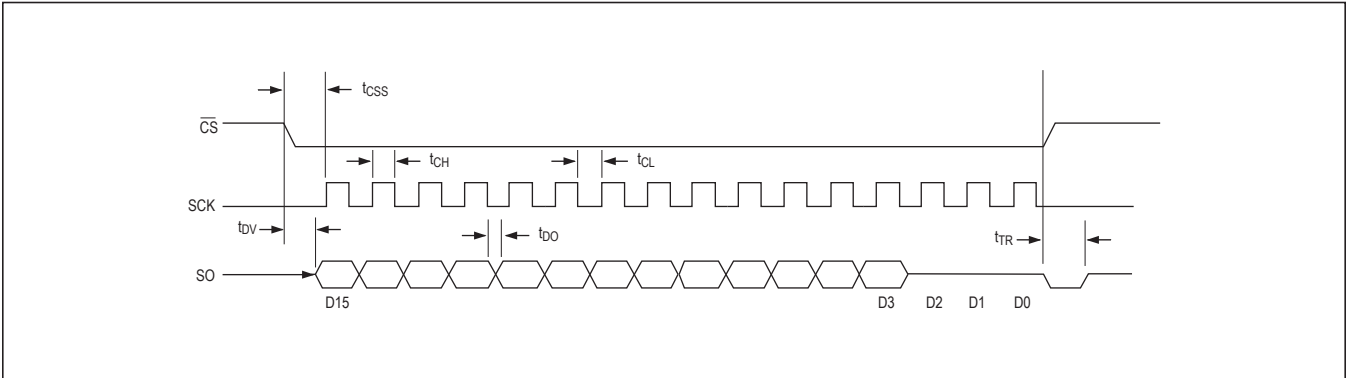 tCSS
CS
tCH
tCL
SCK
tDV
tDO
tTR
SO
D15
D3
D2
D1
D0